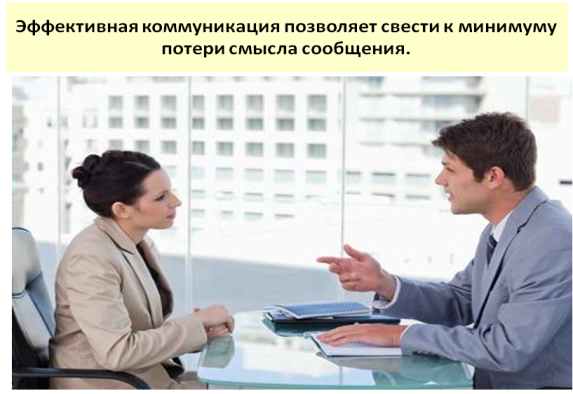 Эффективная коммуникация позволяет свести к минимуму
потери смысла сообщения.